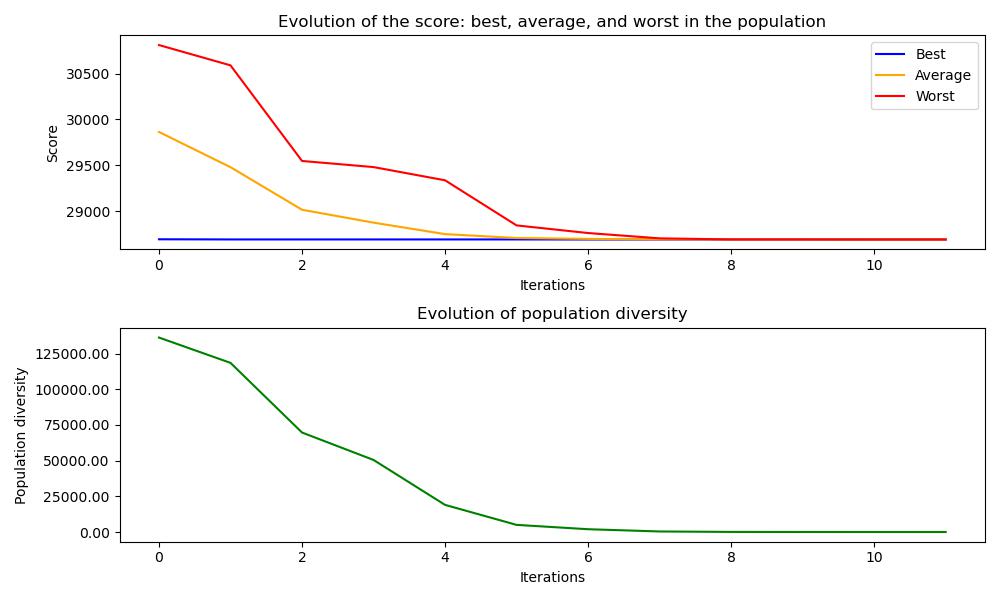 Evolution of the score: best, average, and worst in the population
Best
Average
Worst
30500
30000
29500
29000
Score
0 2 4 6 8 10
Iterations
Evolution of population diversity
125000.00
100000.00
75000.00
50000.00
25000.00
0.00
Population diversity
0 2 4 6 8 10
Iterations